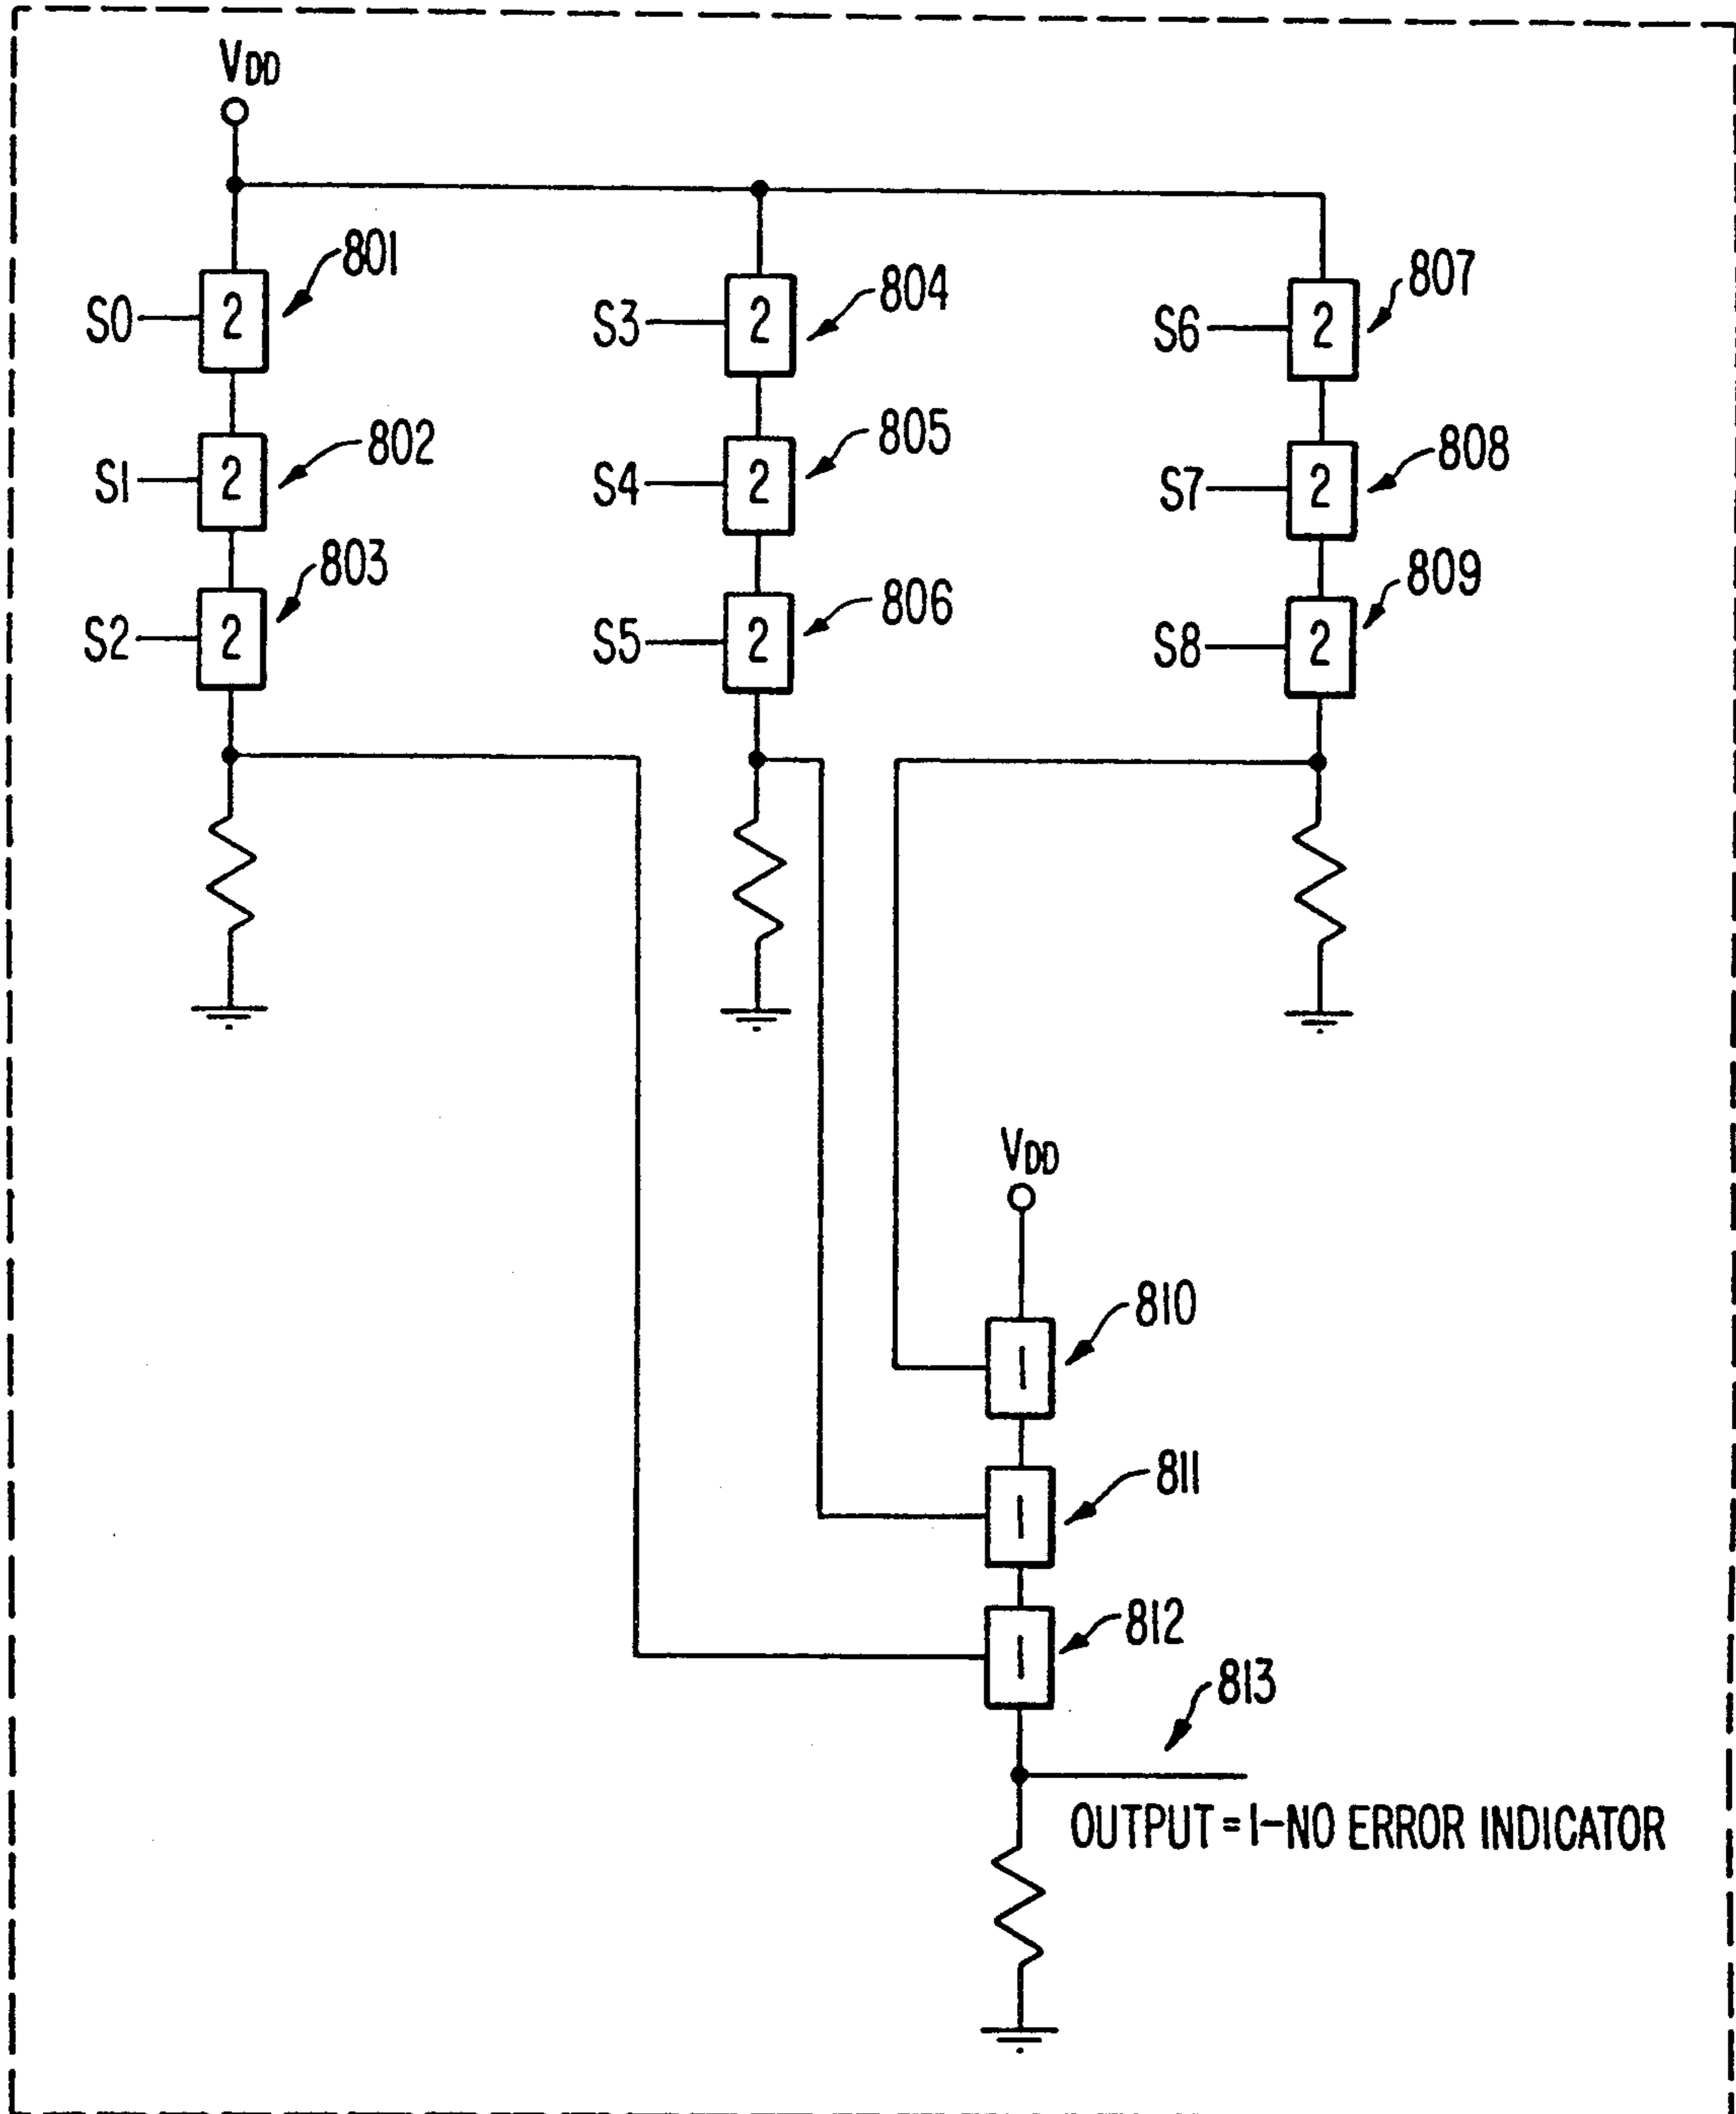 VDD
801
S0 2
802
S1 2
803
S2 2
804
S3 2
805
S4 2
806
S5 2
807
S6 2
808
S7 2
809
S8 2
VDD
810
1
811
1
812
1
813
OUTPUT=1-NO ERROR INDICATOR